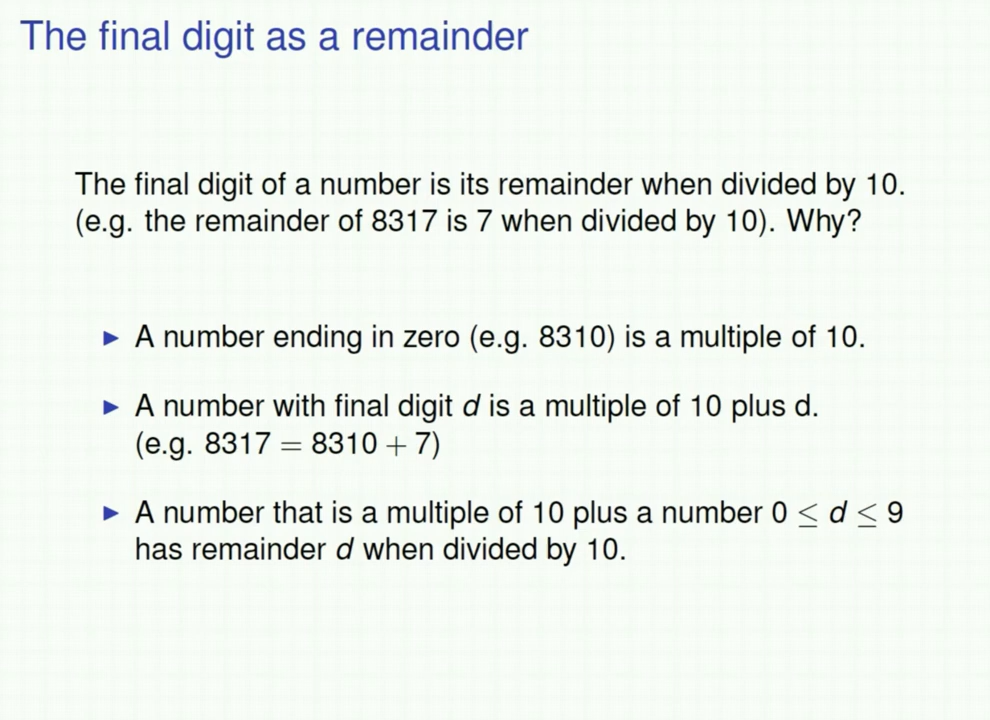 The final digit as a remainder
The final digit of a number is its remainder when divided by 10.
(e.g. the remainder of 8317 is 7 when divided by 10). Why?
▶ A number ending in zero (e.g. 8310) is a multiple of 10.
▶ A number with final digit d is a multiple of 10 plus d.
(e.g. 8317 = 8310 + 7)
▶ A number that is a multiple of 10 plus a number 0 ≤ d ≤ 9
has remainder d when divided by 10.